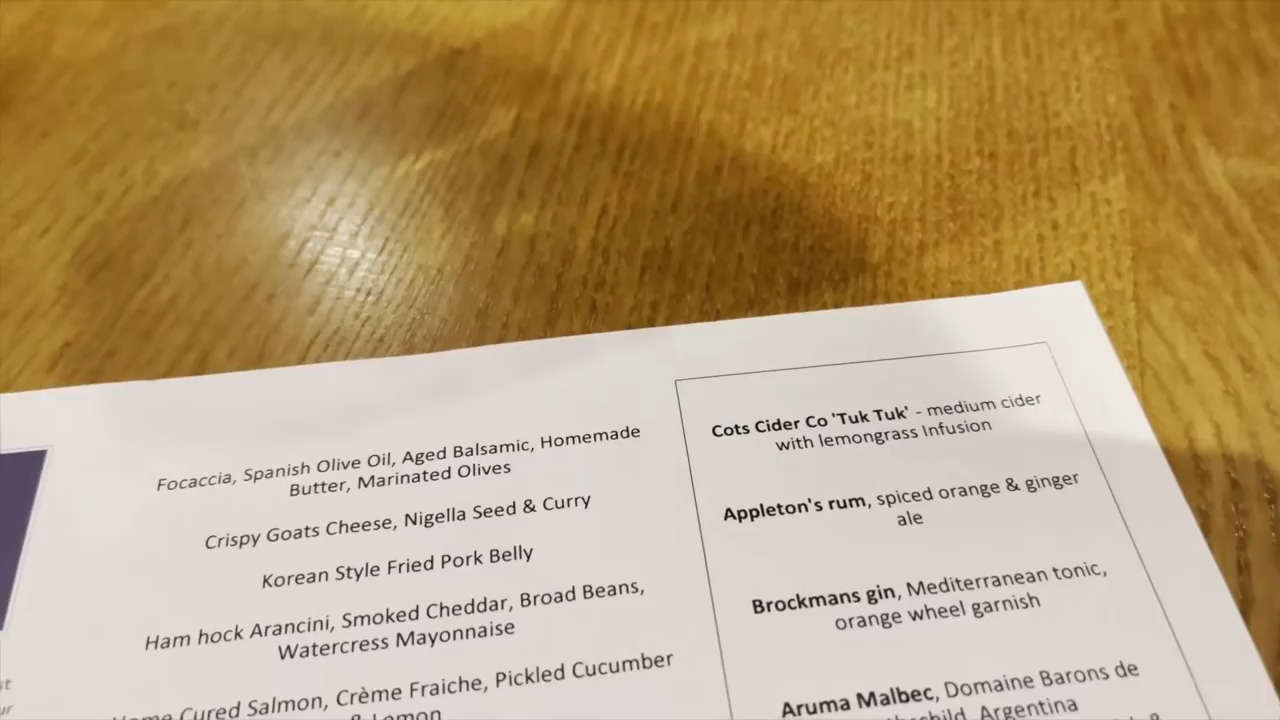 Focaccia, Spanish Olive Oil, Aged Balsamic, Homemade
Butter, Marinated Olives
Crispy Goats Cheese, Nigella Seed & Curry
Korean Style Fried Pork Belly
Ham hock Arancini, Smoked Cheddar, Broad Beans,
Watercress Mayonnaise
Cured Salmon, Crème Fraiche, Pickled Cucumber
& Lemon
Cots Cider Co 'Tuk Tuk' - medium cider
with lemongrass Infusion
Appleton's rum, spiced orange & ginger
ale
Brockmans gin, Mediterranean tonic,
orange wheel garnish
Aruma Malbec, Domaine Barons de
Argentina